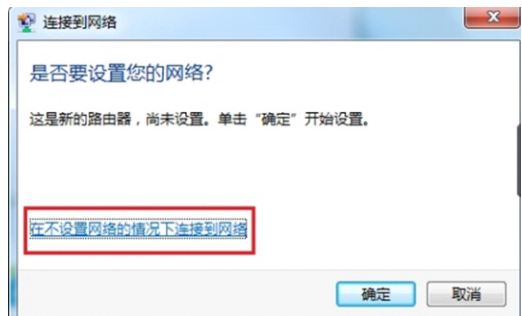 连接到网络
是否要设置您的网络?
这是新的路由器，尚未设置。单击“确定”开始设置。
在不设置网络的情况下连接到网络
确定
取消